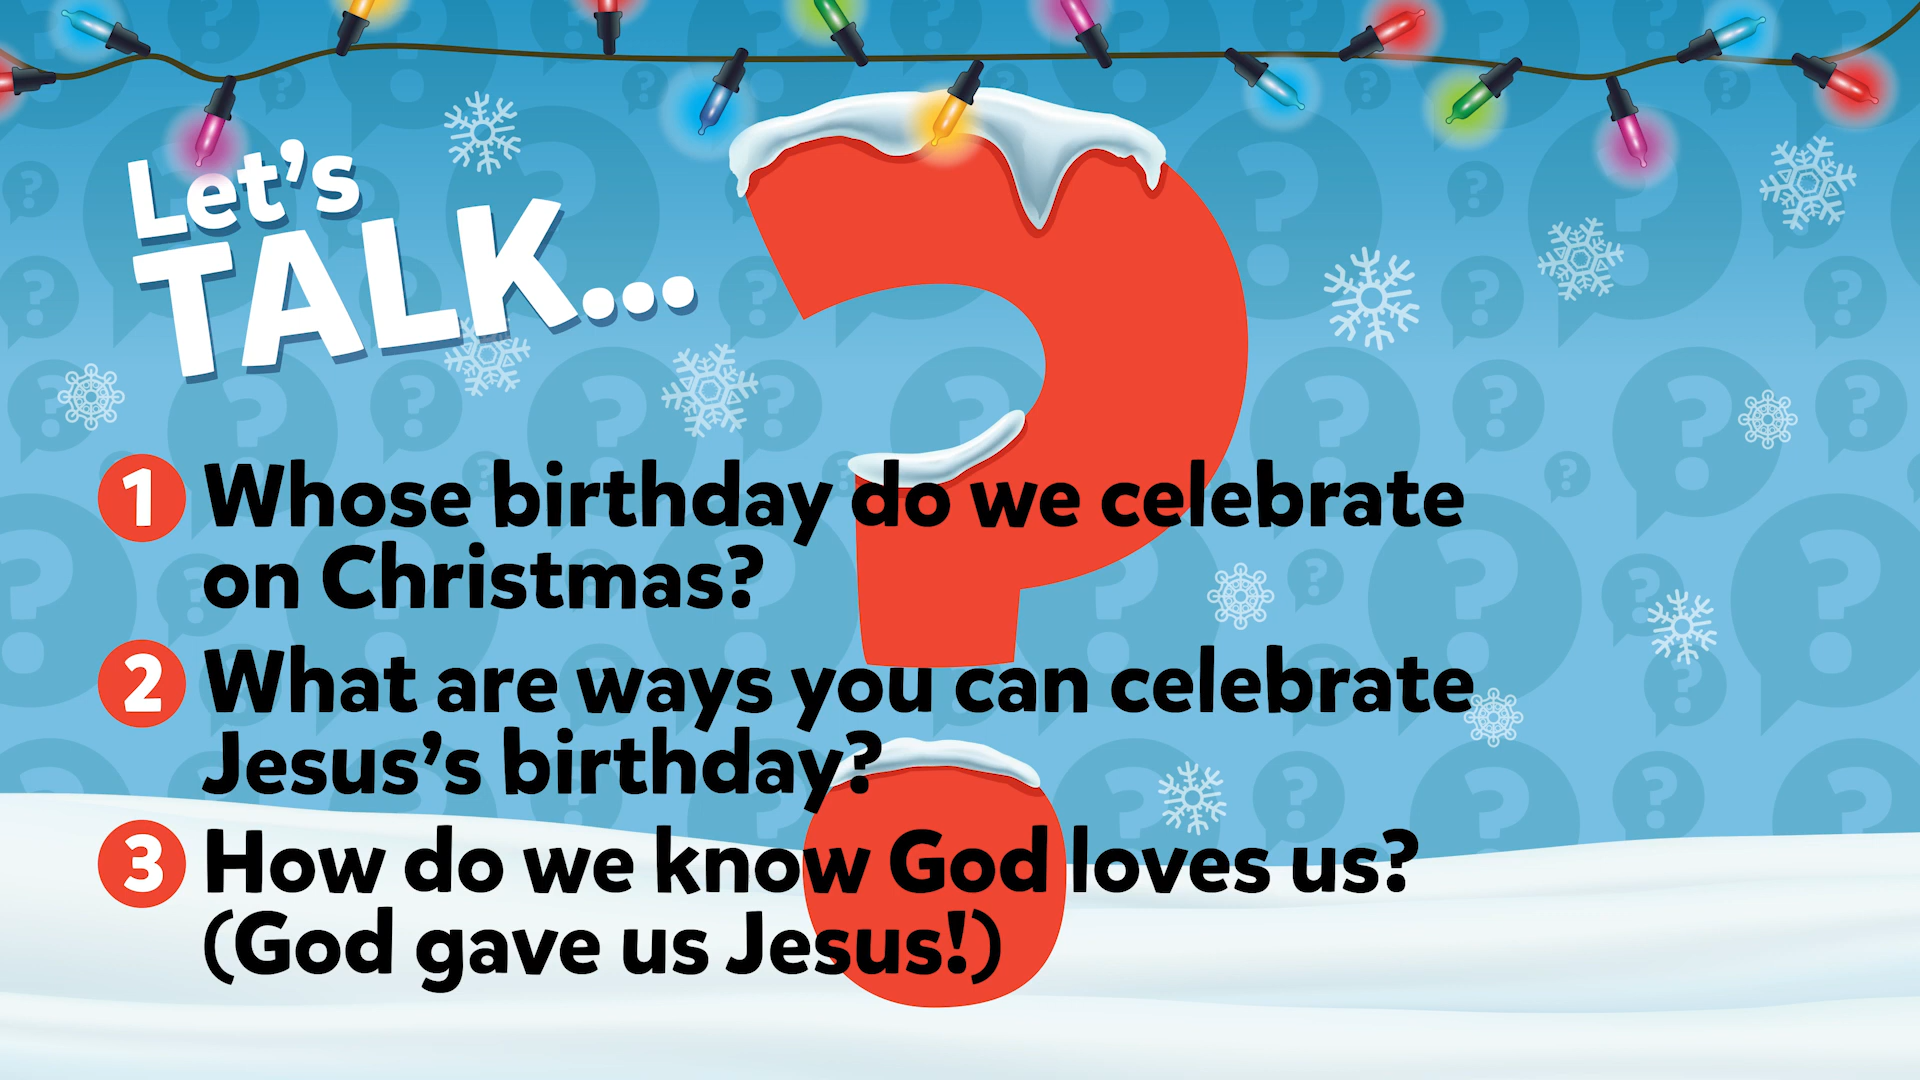 Let's
TALK...
1 Whose birthday do we celebrate
on Christmas?
2 What are ways you can celebrate
Jesus’s birthday?
3 How do we know God loves us?
(God gave us Jesus!)